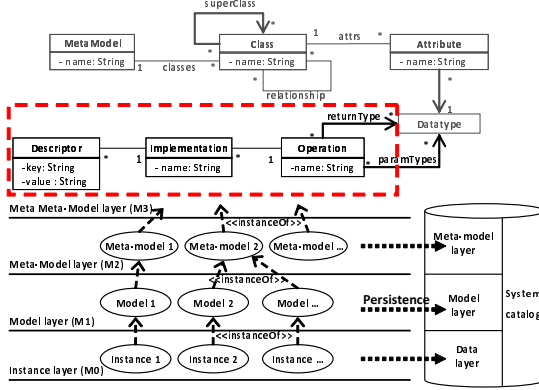 superClass
MetaModel
- name: String
1
classes
*
Class
- name: String
*
*
*
relationship
1
attrs
*
Attribute
- name: String
*
1
Datatype
returnType
*
*
paramTypes
*
Descriptor
-key: String
-value : String
*
1
Implementation
- name: String
*
1
Operation
- name: String
Meta Meta-Model layer (M3)
<<instanceOf>
Meta-model 1
Meta-model 2
Meta-model ...
Meta-Model layer (M2)
<<instanceOf>
Model 1
Model 2
Model ...
Model layer (M1)
<<instanceOf>>
Instance 1
Instance 2
Instance ...
Instance layer (M0)
Persistence
Meta-model
layer
Model
layer
Data
layer
System
catalog